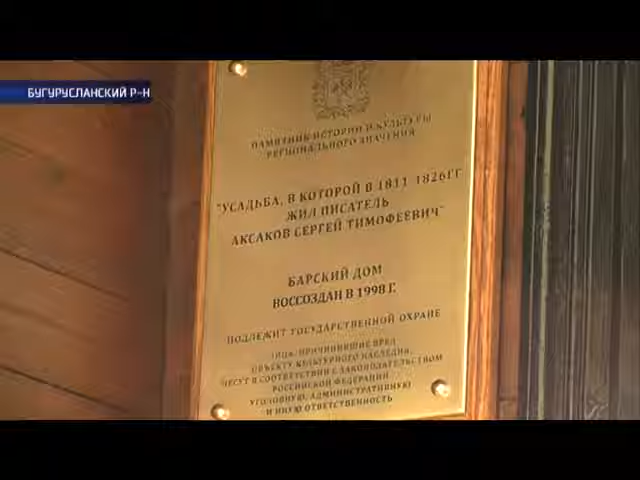 БУГУРУСЛАНСКИЙ Р-Н
ПАМЯТНИК ИСТОРИИ И КУЛЬТУРЫ
РЕГИОНАЛЬНОГО ЗНАЧЕНИЯ
"УСАДЬБА, В КОТОРОЙ В 1811-1826ГГ
ЖИЛ ПИСАТЕЛЬ
АКСАКОВ СЕРГЕЙ ТИМОФЕЕВИЧ"
БАРСКИЙ ДОМ
ВОССОЗДАН В 1998 Г.
ПОДЛЕЖИТ ГОСУДАРСТВЕННОЙ ОХРАНЕ
ЛИЦА, ПРИЧИНИВШИЕ ВРЕД
ОБЪЕКТУ КУЛЬТУРНОГО НАСЛЕДИЯ,
НЕСУТ В СООТВЕТСТВИИ С ЗАКОНОДАТЕЛЬСТВОМ
РОССИЙСКОЙ ФЕДЕРАЦИИ
УГОЛОВНУЮ, АДМИНИСТРАТИВНУЮ
И ИНУЮ ОТВЕТСТВЕННОСТЬ